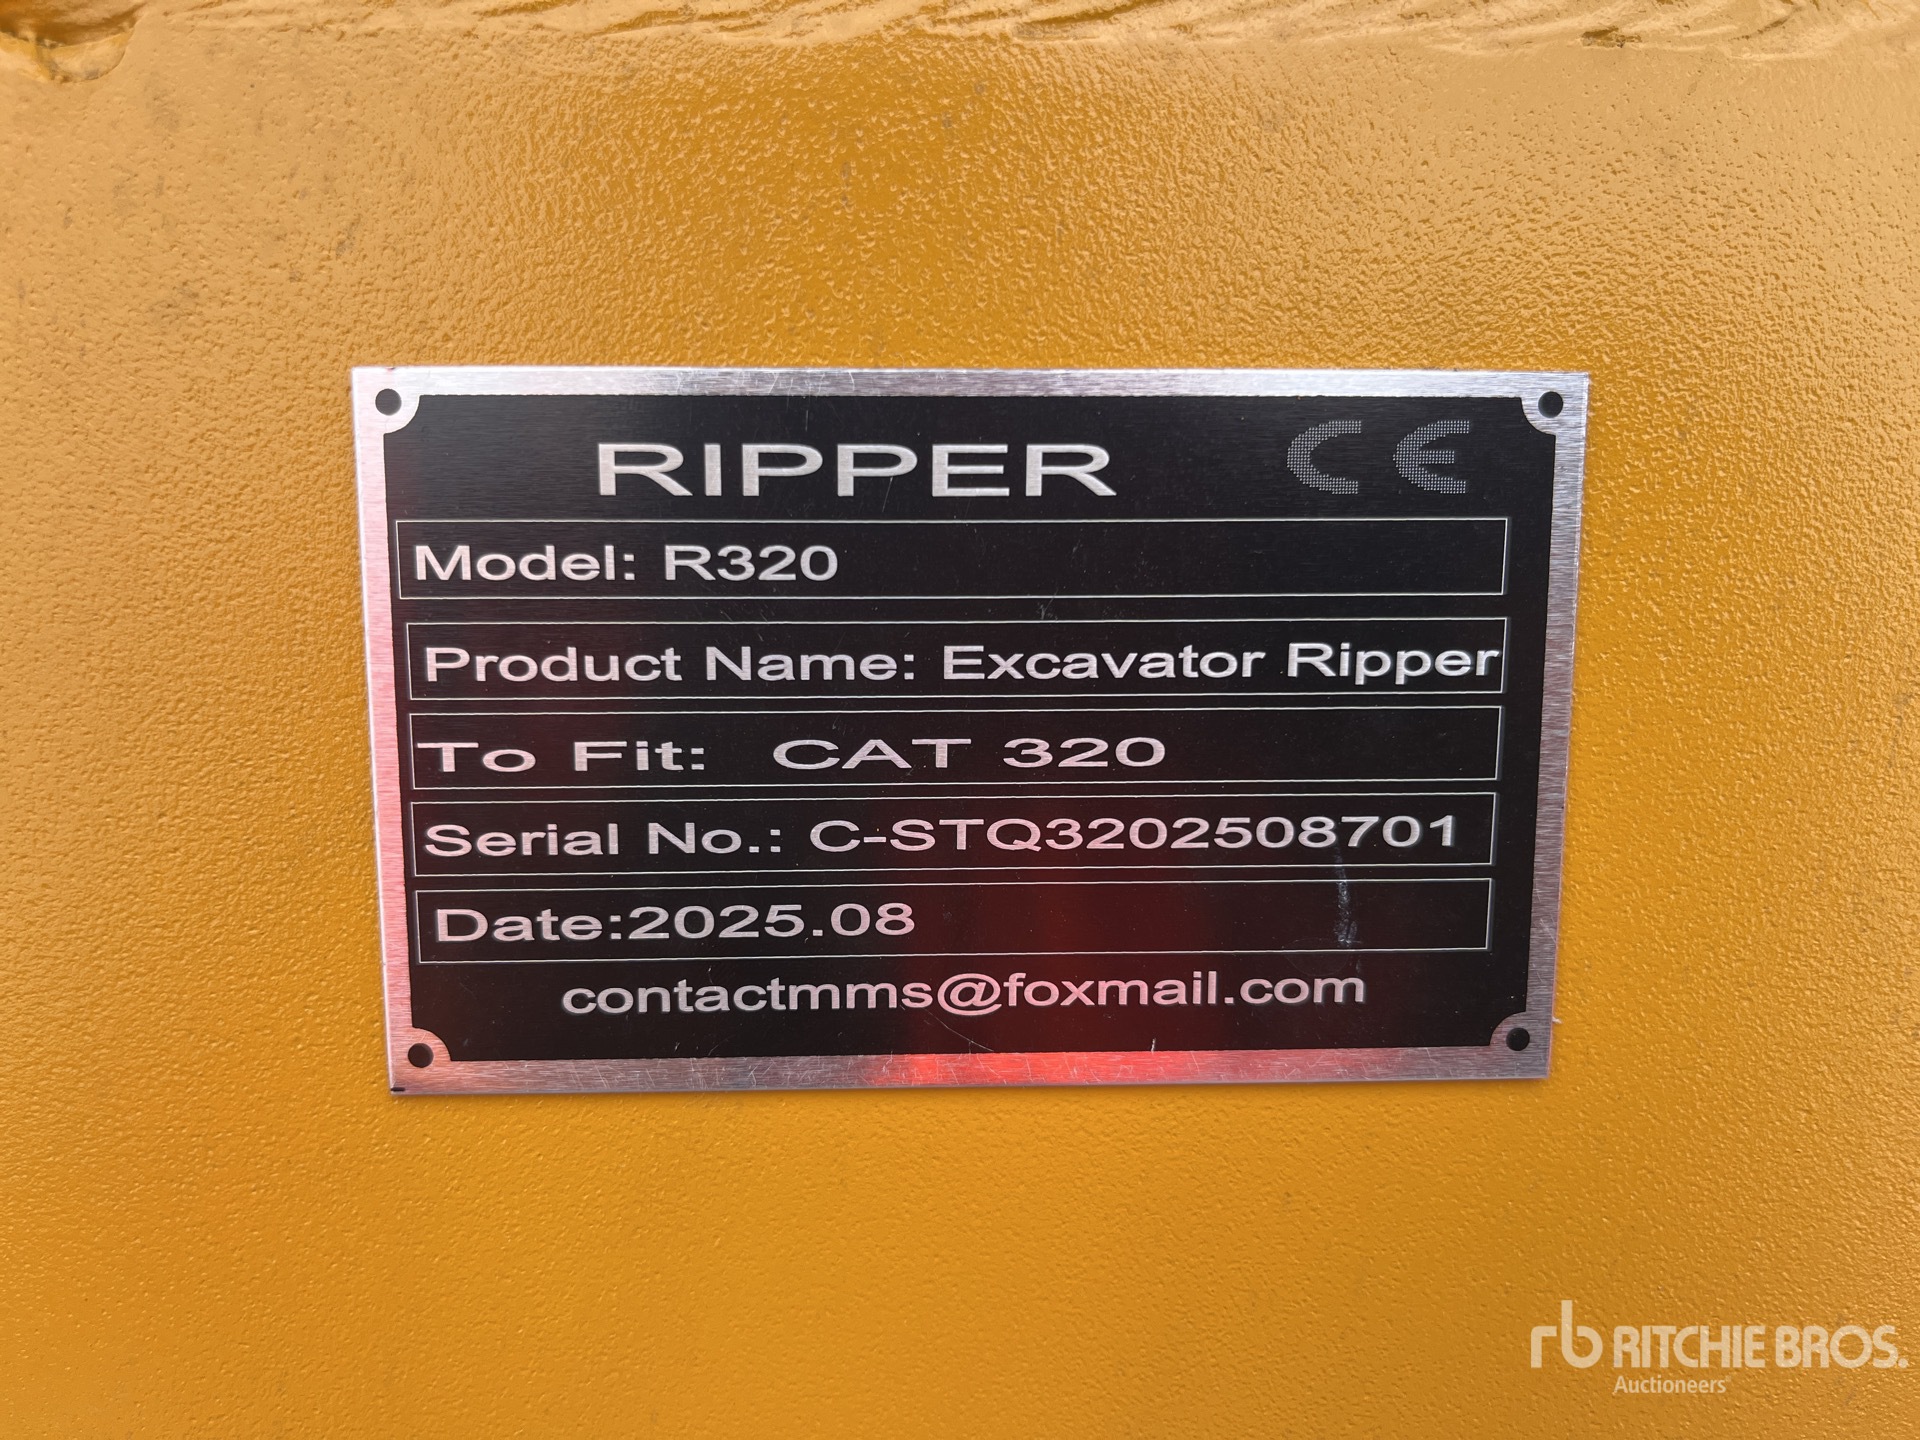 RIPPER CE
Model: R320
Product Name: Excavator Ripper
To Fit: CAT 320
Serial No.: C-STQ3202508701
Date:2025.08
contactmms@foxmail.com
rb RITCHIE BROS.
Auctioneers